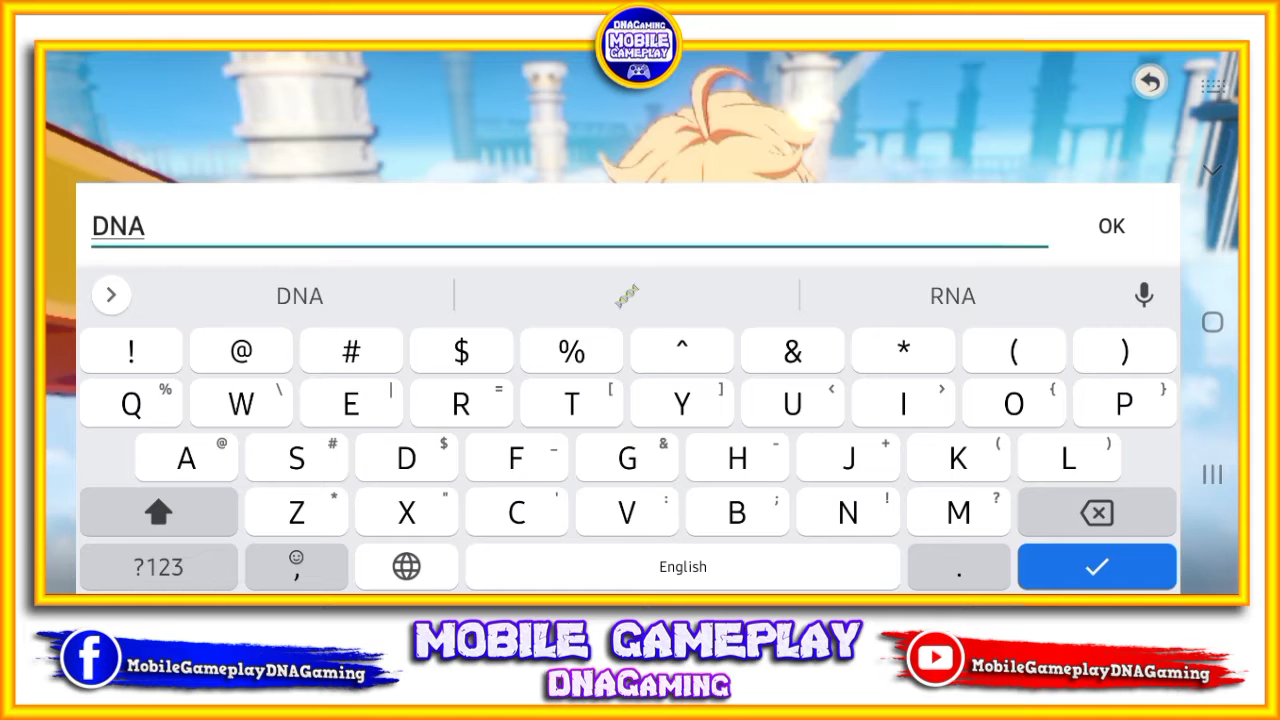 DNAGaming
MOBILE
GAMEPLAY
DNA
OK
DNA RNA
! @ # $ % ^ & * ( )
Q % W \ E | R = T [ Y ] U < I > O { P }
A @ S # D $ F _ G & H - J + K ( L )
Z * X " C ' V : B ; N ! M ?
?123 , English .
MOBILE GAMEPLAY
DNAGaming
MobileGameplayDNAGaming
MobileGameplayDNAGaming